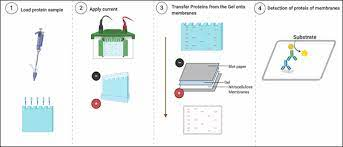 1
Load protein sample
2
Apply current
3
Transfer Proteins from the Gel onto
membranes
Blot paper
Gel
Nitrocellulose
Membranes
4
Detection of protein of membranes
Substrate